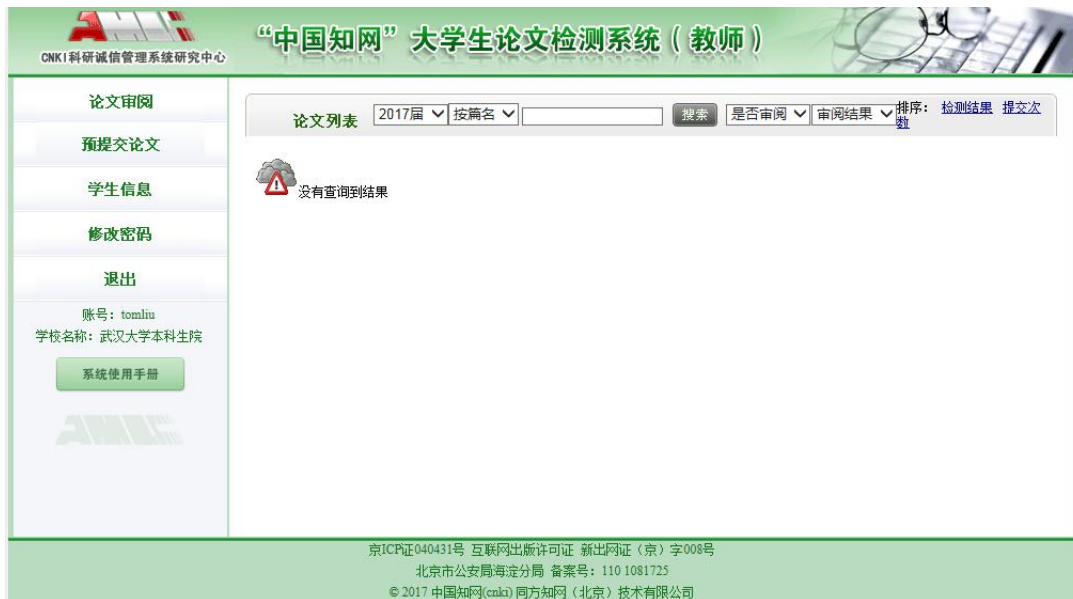 AMLC
CNKI科研诚信管理系统研究中心
“中国知网”大学生论文检测系统（教师）
论文审阅
预提交论文
学生信息
修改密码
退出
账号：tomliu
学校名称：武汉大学本科生院
系统使用手册
AMLC
论文列表 2017届 按篇名 搜索 是否审阅 审阅结果 排序： 检测结果 提交次
数
没有查询到结果
京ICP证040431号 互联网出版许可证 新出网证（京）字008号
北京市公安局海淀分局 备案号：110 1081725
© 2017 中国知网(cnki) 同方知网（北京）技术有限公司